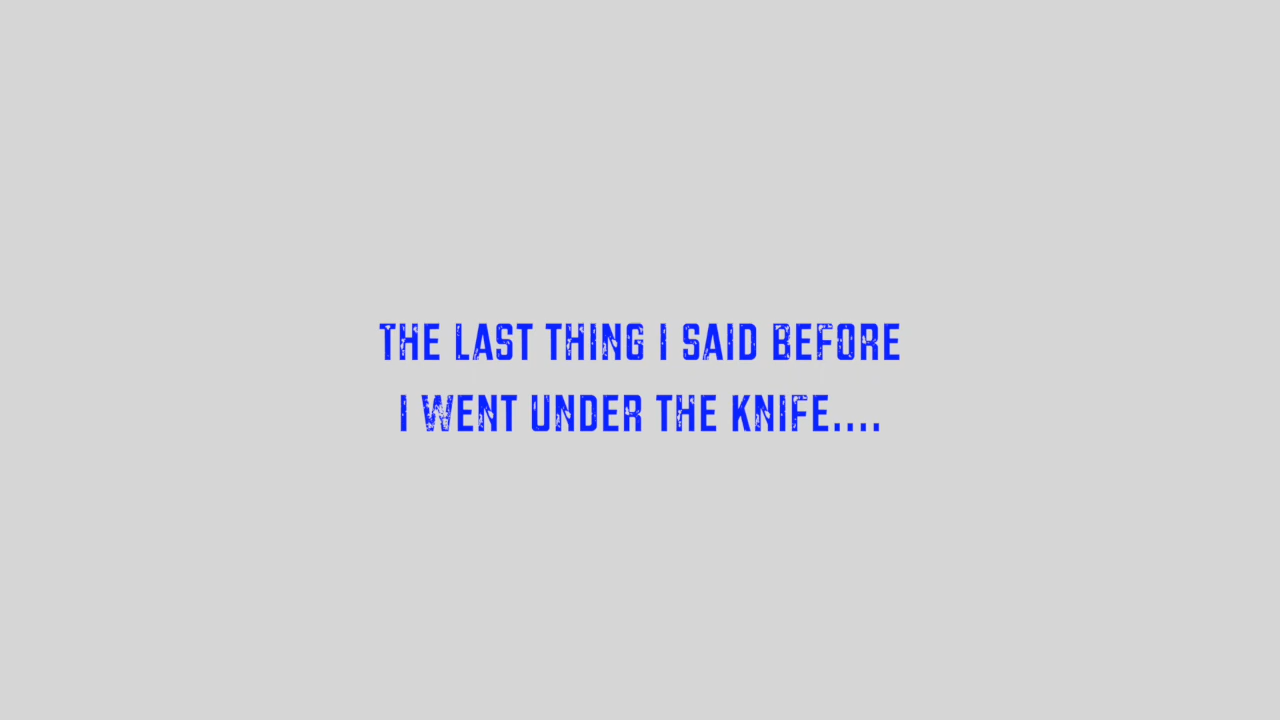 THE LAST THING I SAID BEFORE
I WENT UNDER THE KNIFE....